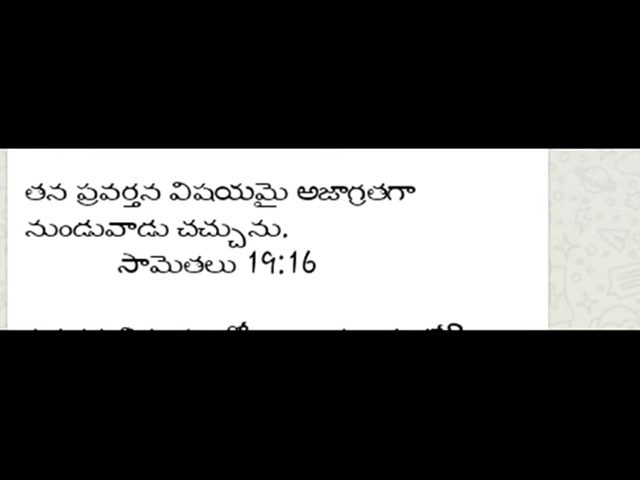 తన ప్రవర్తన విషయమై అజాగ్రతగా
నుండువాడు చచ్చును.
సామెతలు 19:16